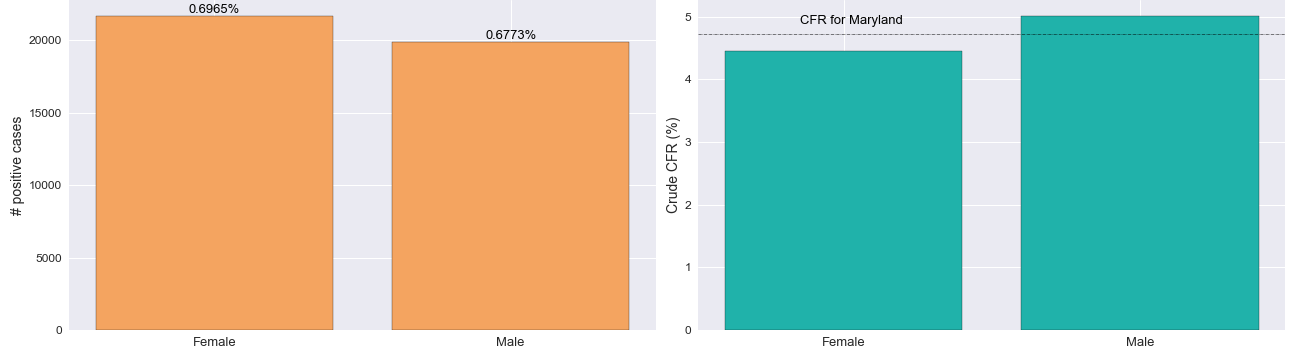 0.6965%
0.6773%
20000
15000
10000
5000
0
# positive cases
Female
Male
CFR for Maryland
5
4
3
2
1
0
Crude CFR (%)
Female
Male